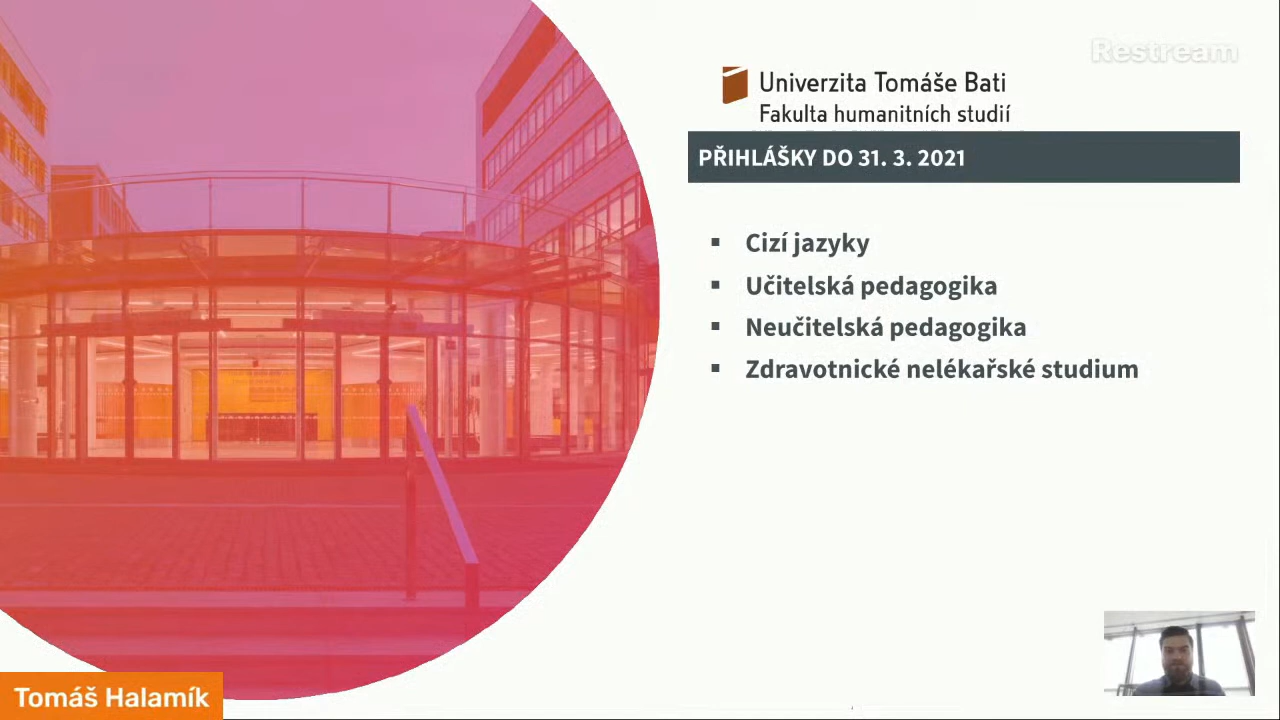 Restream
Univerzita Tomáše Bati
Fakulta humanitních studií
PŘIHLÁŠKY DO 31. 3. 2021
▪ Cizí jazyky
▪ Učitelská pedagogika
▪ Neučitelská pedagogika
▪ Zdravotnické nelékařské studium
Tomáš Halamík